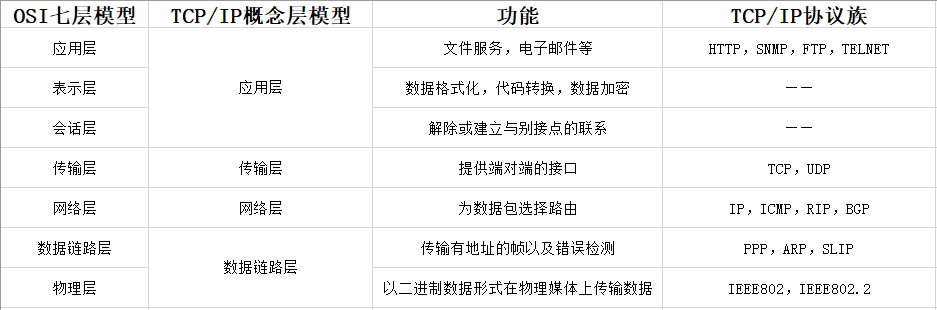 OSI七层模型 TCP/IP概念层模型 功能 TCP/IP协议族
应用层 文件服务，电子邮件等 HTTP，SNMP，FTP，TELNET
表示层 应用层 数据格式化，代码转换，数据加密 ——
会话层 解除或建立与别接点的联系 ——
传输层 传输层 提供端对端的接口 TCP，UDP
网络层 网络层 为数据包选择路由 IP，ICMP，RIP，BGP
数据链路层 传输有地址的帧以及错误检测 PPP，ARP，SLIP
数据链路层
物理层 以二进制数据形式在物理媒体上传输数据 IEEE802，IEEE802.2